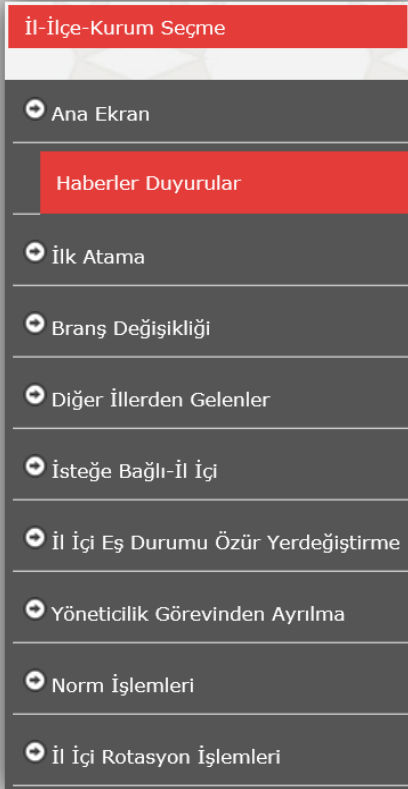 İl-İlçe-Kurum Seçme
Ana Ekran
Haberler Duyurular
İlk Atama
Branş Değişikliği
Diğer İllerden Gelenler
İsteğe Bağlı-İl İçi
İl İçi Eş Durumu Özür Yerdeğiştirme
Yöneticilik Görevinden Ayrılma
Norm İşlemleri
İl İçi Rotasyon İşlemleri